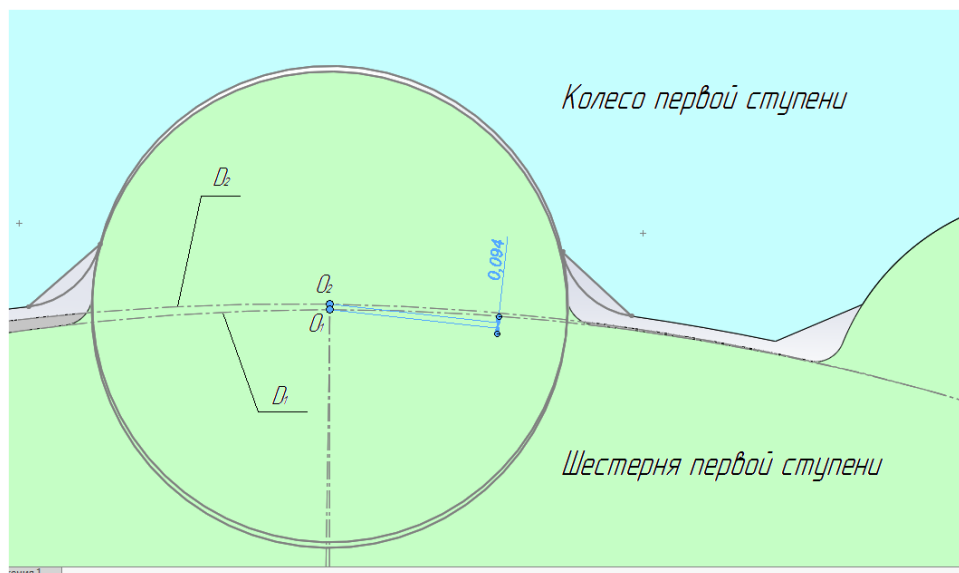 Колесо первой ступени
D₂
0,094
O₂
O₁
D₁
Шестерня первой ступени